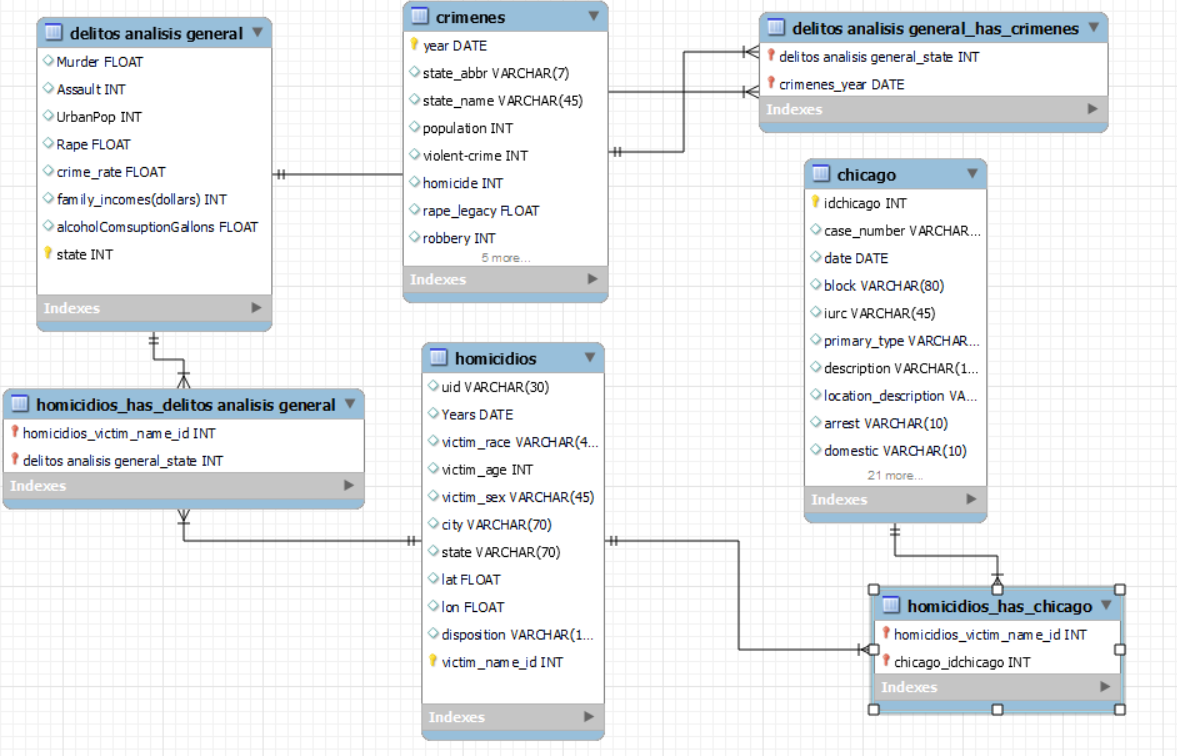 delitos analisis general
Murder FLOAT
Assault INT
UrbanPop INT
Rape FLOAT
crime_rate FLOAT
family_incomes(dollars) INT
alcoholComsuptionGallons FLOAT
state INT
Indexes
crimenes
year DATE
state_abbr VARCHAR(7)
state_name VARCHAR(45)
population INT
violent-crime INT
homicide INT
rape_legacy FLOAT
robbery INT
5 more...
Indexes
delitos analisis general_has_crimenes
delitos analisis general_state INT
crimenes_year DATE
Indexes
chicago
idchicago INT
case_number VARCHAR...
date DATE
block VARCHAR(80)
iurc VARCHAR(45)
primary_type VARCHAR...
description VARCHAR(1...
location_description VA...
arrest VARCHAR(10)
domestic VARCHAR(10)
21 more...
Indexes
homicidios_has_delitos analisis general
homicidios_victim_name_id INT
delitos analisis general_state INT
Indexes
homicidios
uid VARCHAR(30)
Years DATE
victim_race VARCHAR(4...
victim_age INT
victim_sex VARCHAR(45)
city VARCHAR(70)
state VARCHAR(70)
lat FLOAT
lon FLOAT
disposition VARCHAR(1...
victim_name_id INT
Indexes
homicidios_has_chicago
homicidios_victim_name_id INT
chicago_idchicago INT
Indexes